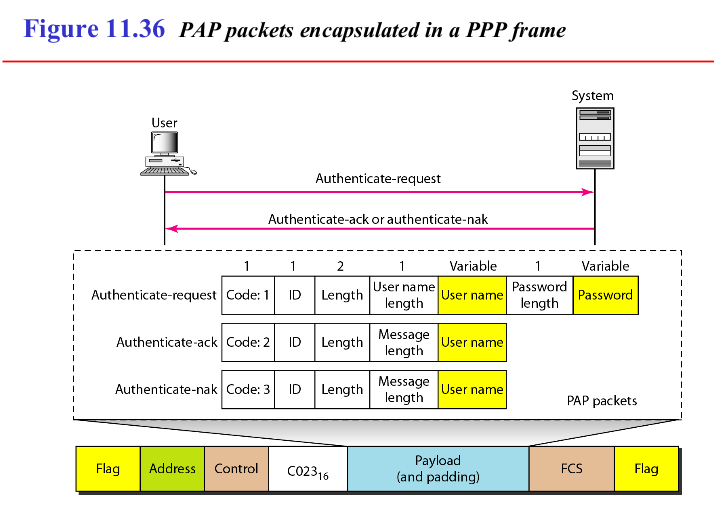 Figure 11.36 PAP packets encapsulated in a PPP frame
System
User
Authenticate-request
Authenticate-ack or authenticate-nak
1 1 2 1 Variable 1 Variable
Authenticate-request Code: 1 ID Length User name length User name Password length Password
Authenticate-ack Code: 2 ID Length Message length User name
Authenticate-nak Code: 3 ID Length Message length User name
PAP packets
Flag Address Control C023₁₆ Payload (and padding) FCS Flag